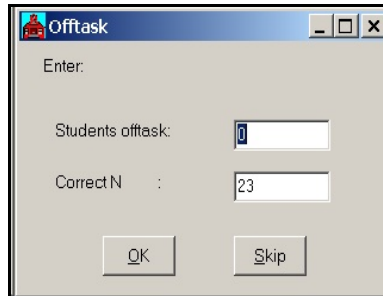 Offtask
Enter:
Students offtask: 0
Correct N : 23
OK Skip